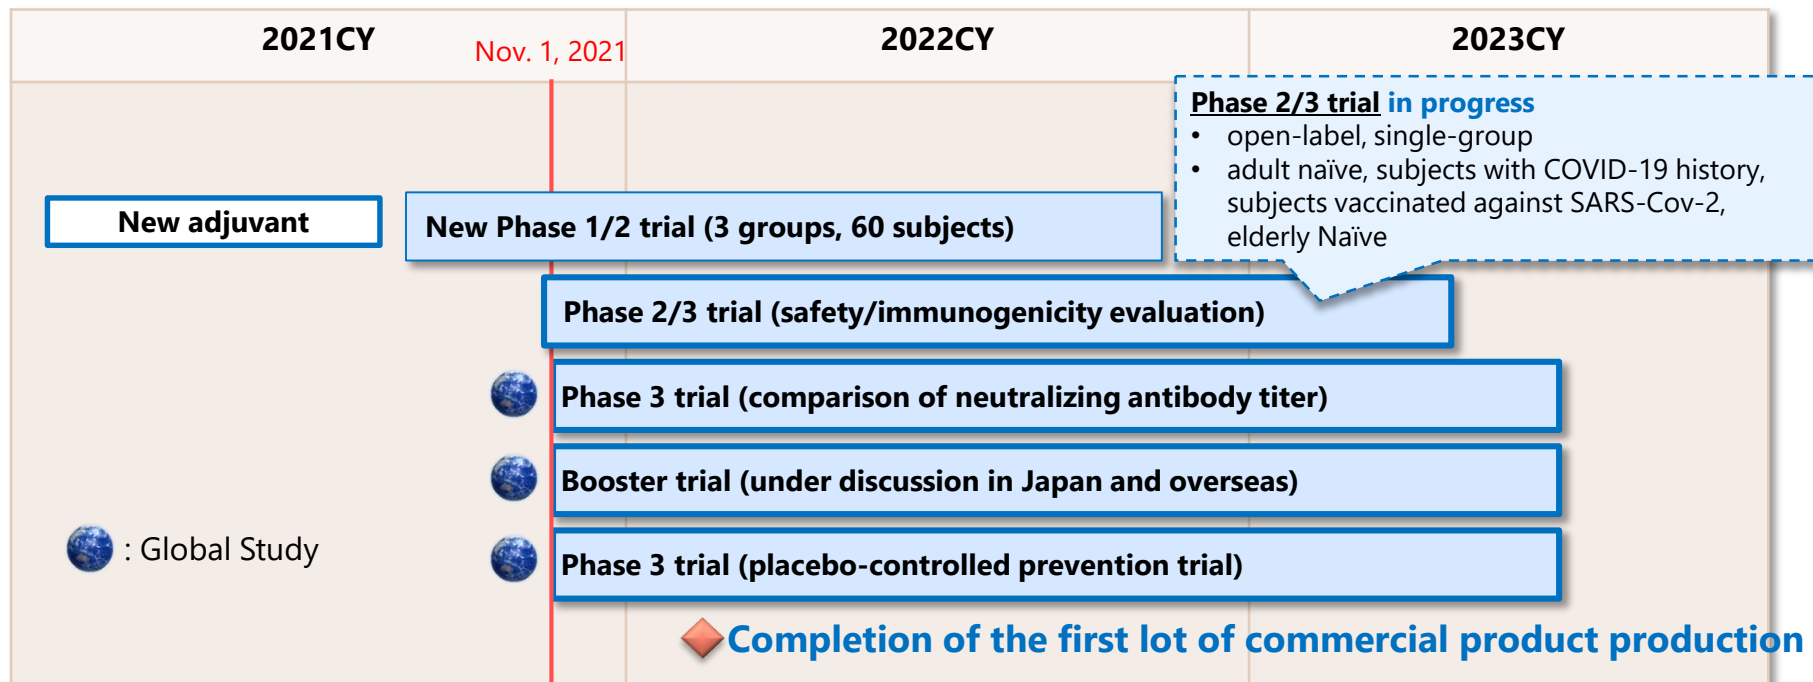 2021CY
Nov. 1, 2021
2022CY
2023CY
Phase 2/3 trial in progress
• open-label, single-group
• adult naïve, subjects with COVID-19 history,
subjects vaccinated against SARS-Cov-2,
elderly Naïve
New adjuvant
New Phase 1/2 trial (3 groups, 60 subjects)
Phase 2/3 trial (safety/immunogenicity evaluation)
Phase 3 trial (comparison of neutralizing antibody titer)
Booster trial (under discussion in Japan and overseas)
: Global Study
Phase 3 trial (placebo-controlled prevention trial)
Completion of the first lot of commercial product production